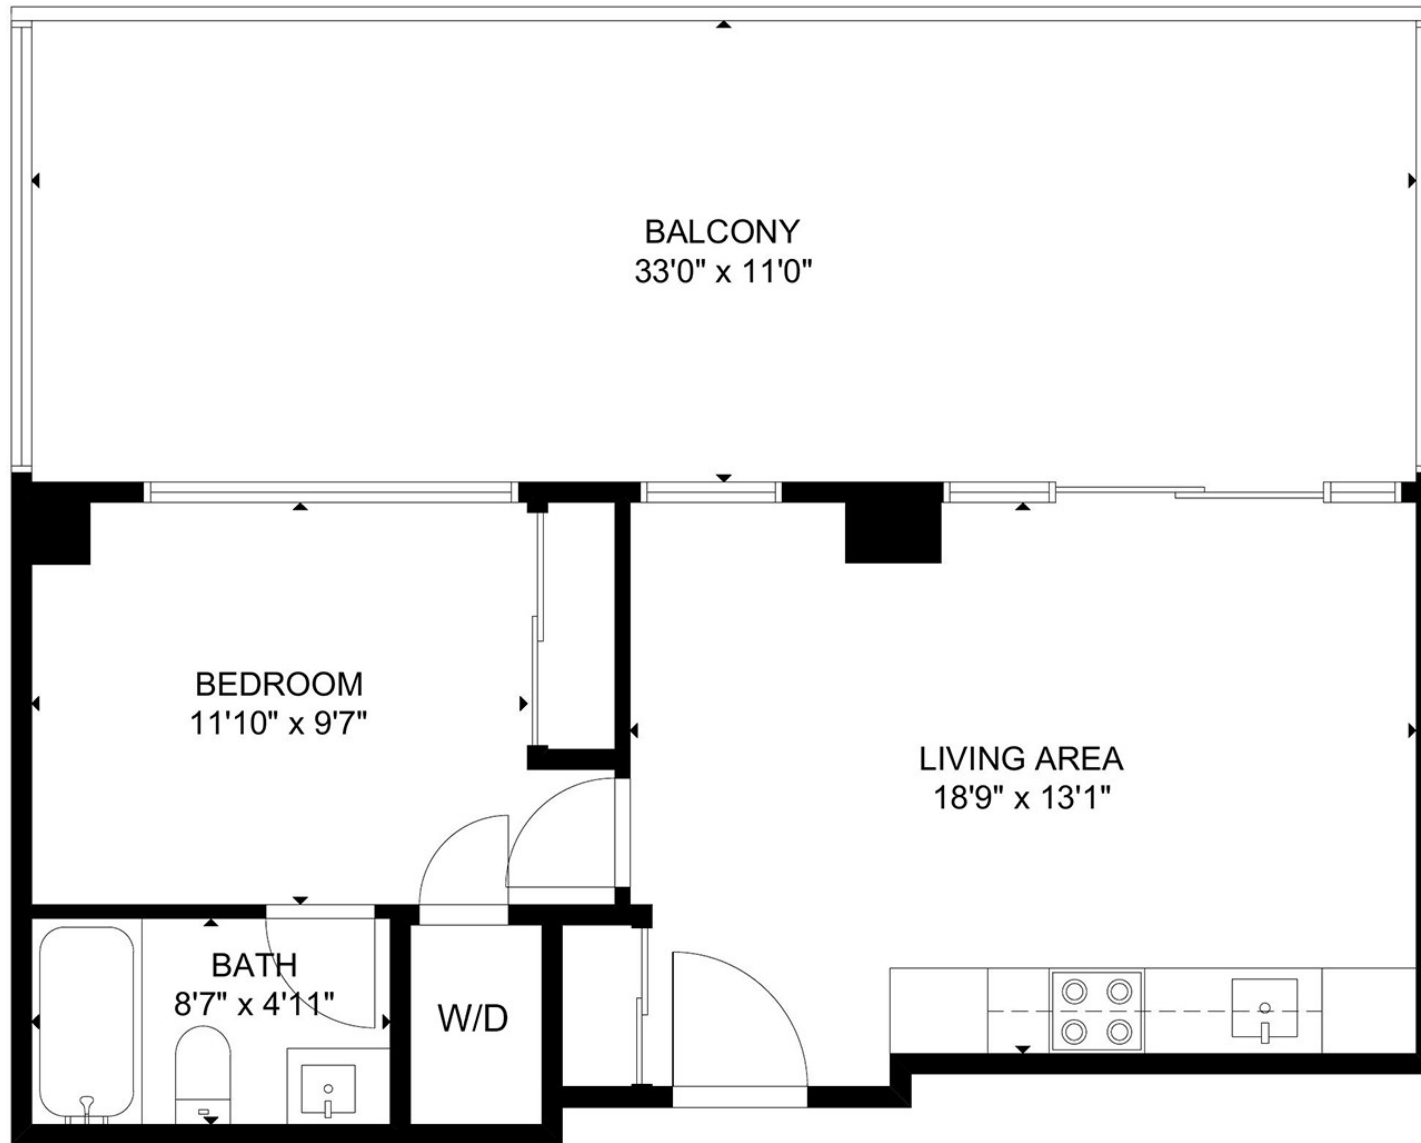 BALCONY
33'0" x 11'0"
BEDROOM
11'10" x 9'7"
LIVING AREA
18'9" x 13'1"
BATH
8'7" x 4'11"
W/D